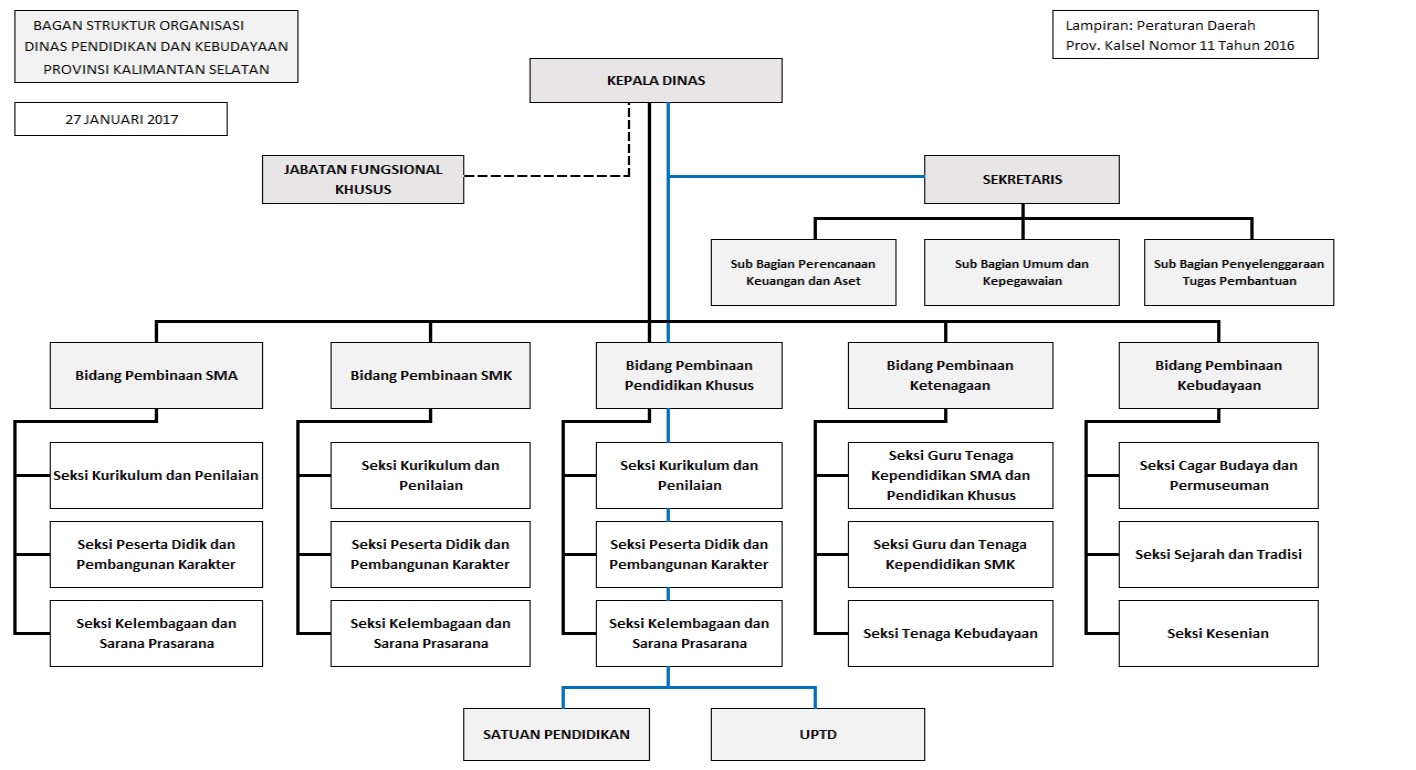 BAGAN STRUKTUR ORGANISASI
DINAS PENDIDIKAN DAN KEBUDAYAAN
PROVINSI KALIMANTAN SELATAN
Lampiran: Peraturan Daerah
Prov. Kalsel Nomor 11 Tahun 2016
27 JANUARI 2017
KEPALA DINAS
JABATAN FUNGSIONAL
KHUSUS
SEKRETARIS
Sub Bagian Perencanaan
Keuangan dan Aset
Sub Bagian Umum dan
Kepegawaian
Sub Bagian Penyelenggaraan
Tugas Pembantuan
Bidang Pembinaan SMA
Bidang Pembinaan SMK
Bidang Pembinaan
Pendidikan Khusus
Bidang Pembinaan
Ketenagaan
Bidang Pembinaan
Kebudayaan
Seksi Kurikulum dan Penilaian
Seksi Kurikulum dan
Penilaian
Seksi Kurikulum dan
Penilaian
Seksi Guru Tenaga
Kependidikan SMA dan
Pendidikan Khusus
Seksi Cagar Budaya dan
Permuseuman
Seksi Peserta Didik dan
Pembangunan Karakter
Seksi Peserta Didik dan
Pembangunan Karakter
Seksi Peserta Didik dan
Pembangunan Karakter
Seksi Guru dan Tenaga
Kependidikan SMK
Seksi Sejarah dan Tradisi
Seksi Kelembagaan dan
Sarana Prasarana
Seksi Kelembagaan dan
Sarana Prasarana
Seksi Kelembagaan dan
Sarana Prasarana
Seksi Tenaga Kebudayaan
Seksi Kesenian
SATUAN PENDIDIKAN
UPTD